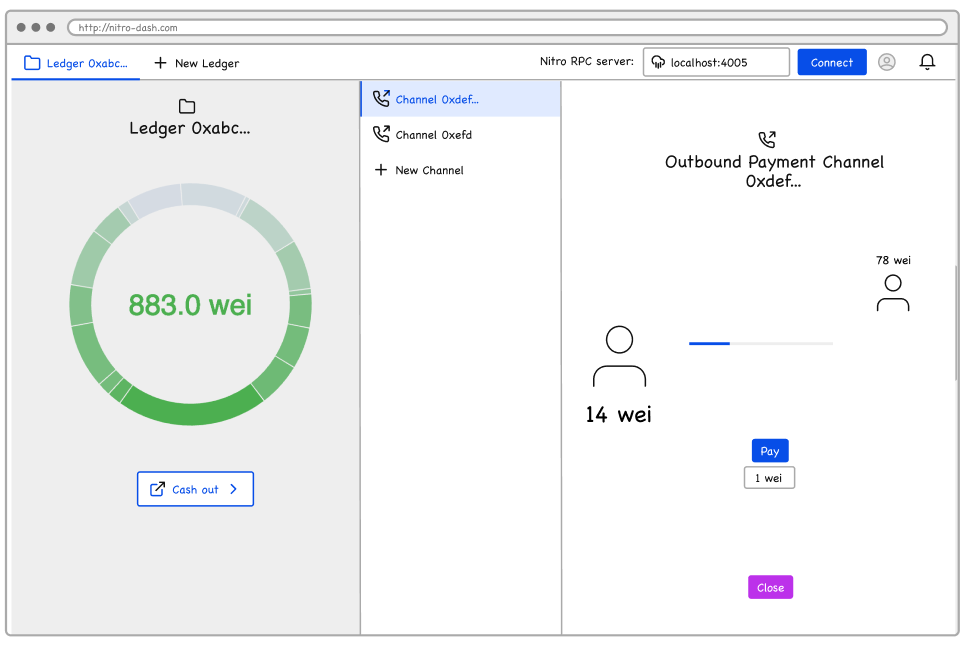 http://nitro-dash.com
Ledger 0xabc...
New Ledger
Nitro RPC server:
localhost:4005
Connect
Ledger 0xabc...
883.0 wei
Cash out
Channel 0xdef...
Channel 0xefd
New Channel
Outbound Payment Channel
0xdef...
78 wei
14 wei
Pay
1 wei
Close